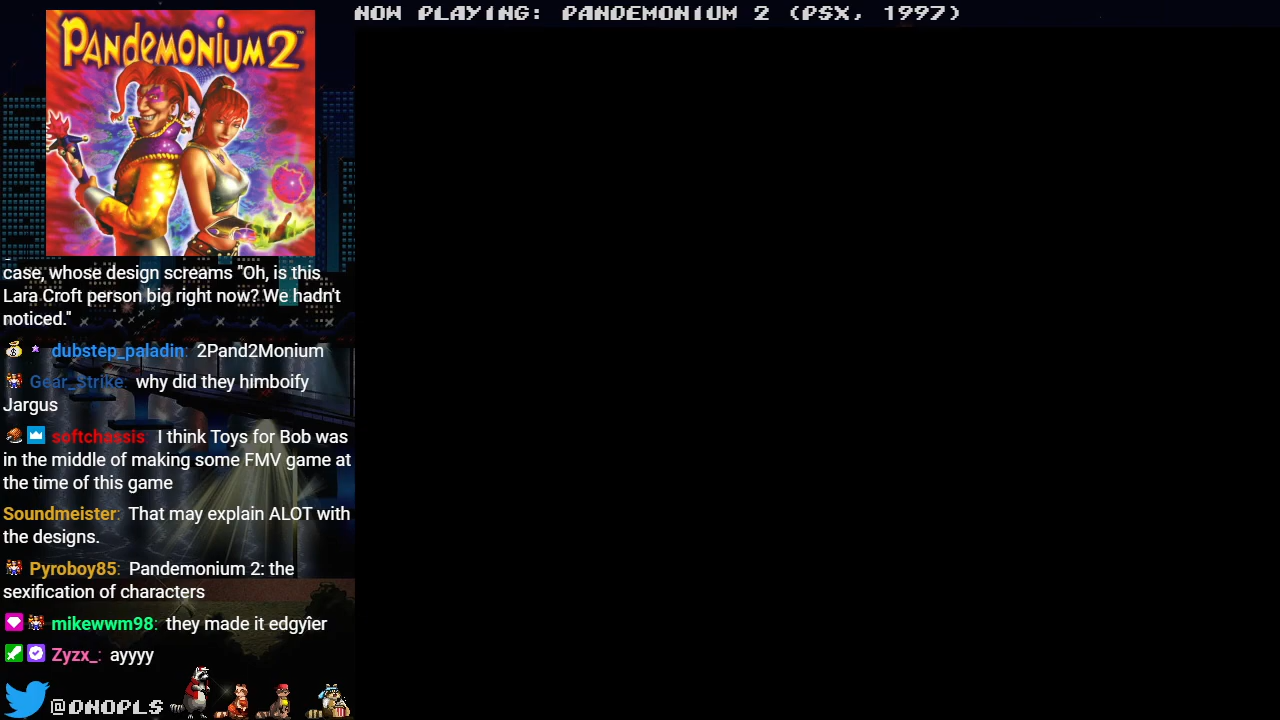 NOW PLAYING: PANDEMONIUM 2 (PSX, 1997)
PANDEMONIUM 2™
case, whose design screams "Oh, is this
Lara Croft person big right now? We hadn't
noticed."
dubstep_paladin: 2Pand2Monium
Gear_Strike: why did they himboify
Jargus
softchassis I think Toys for Bob was
in the middle of making some FMV game at
the time of this game
Soundmeister: That may explain ALOT with
the designs.
Pyroboy85: Pandemonium 2: the
sexification of characters
mikewwm98: they made it edgyier
Zyzx_: ayyyy
@ONOPLS